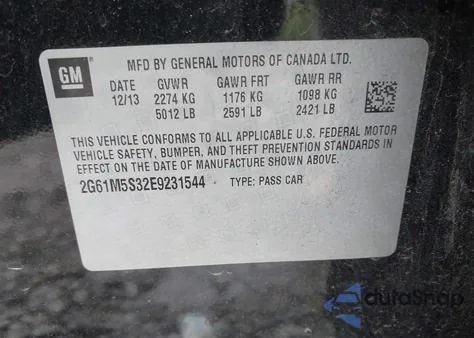 GM
MFD BY GENERAL MOTORS OF CANADA LTD.
DATE GVWR GAWR FRT GAWR RR
12/13 2274 KG 1176 KG 1098 KG
5012 LB 2591 LB 2421 LB
THIS VEHICLE CONFORMS TO ALL APPLICABLE U.S. FEDERAL MOTOR
VEHICLE SAFETY, BUMPER, AND THEFT PREVENTION STANDARDS IN
EFFECT ON THE DATE OF MANUFACTURE SHOWN ABOVE.
2G61M5S32E9231544 TYPE: PASS CAR
autoSnap